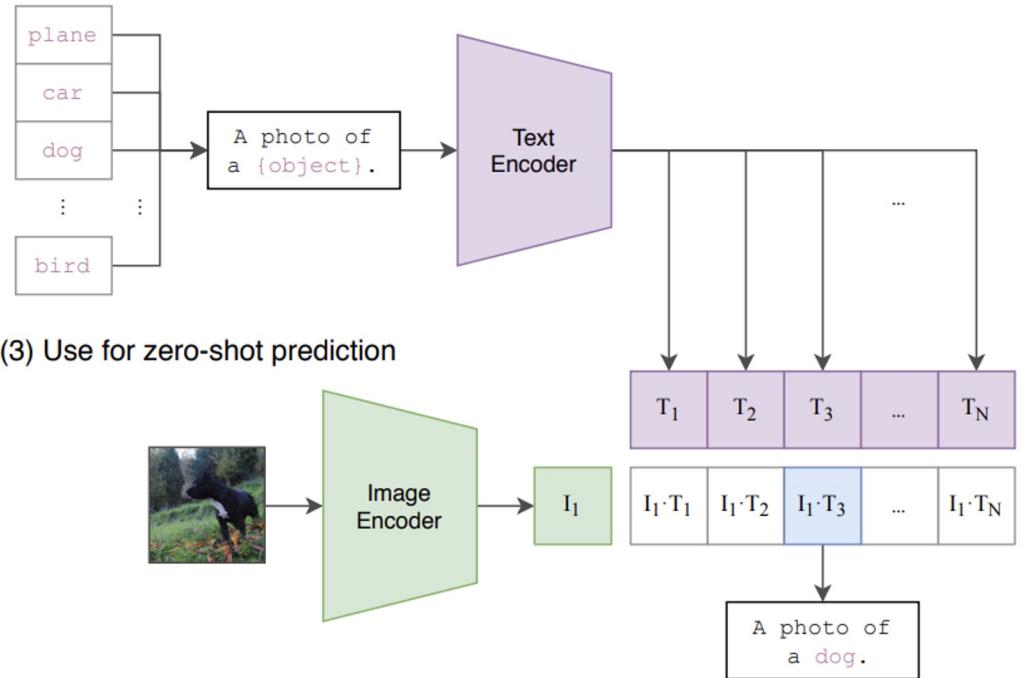 plane
car
dog
⋮ ⋮
bird
A photo of
a {object}.
Text
Encoder
...
(3) Use for zero-shot prediction
T1 T2 T3 ... TN
Image
Encoder
I1
I1·T1 I1·T2 I1·T3 ... I1·TN
A photo of
a dog.